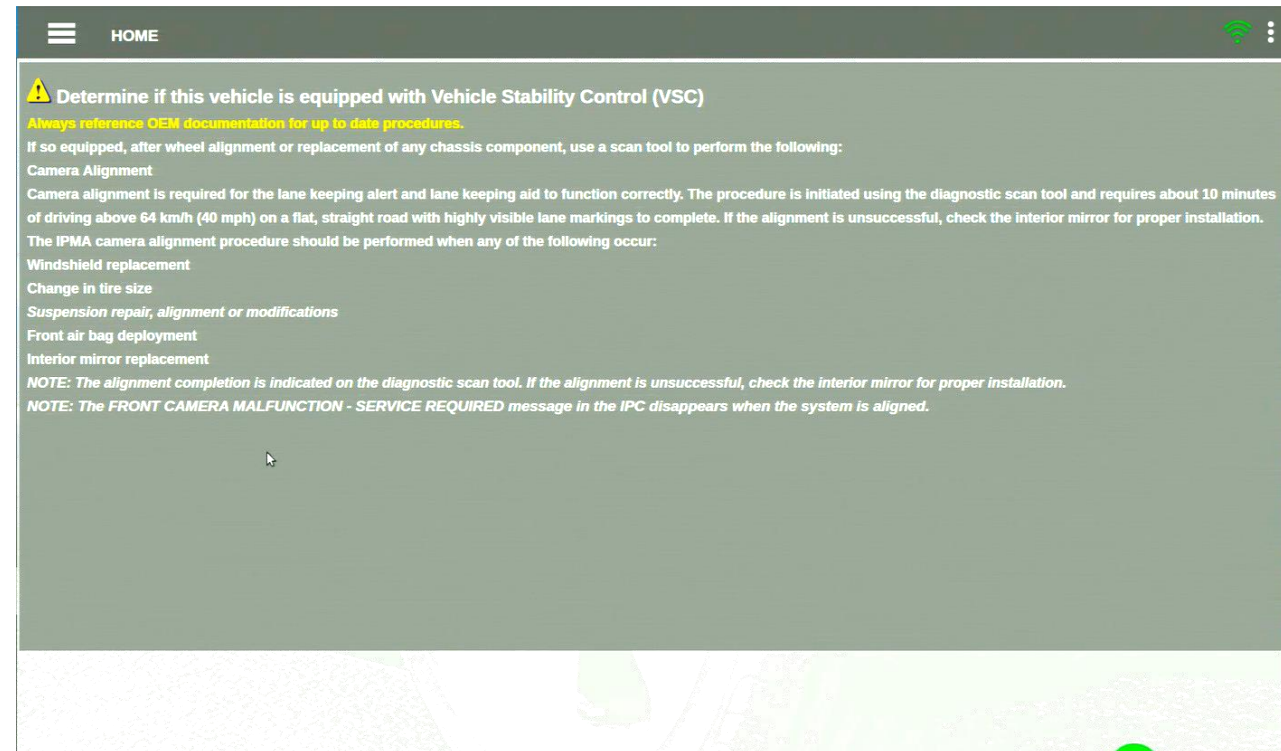 HOME
Determine if this vehicle is equipped with Vehicle Stability Control (VSC)
Always reference OEM documentation for up to date procedures.
If so equipped, after wheel alignment or replacement of any chassis component, use a scan tool to perform the following:
Camera Alignment
Camera alignment is required for the lane keeping alert and lane keeping aid to function correctly. The procedure is initiated using the diagnostic scan tool and requires about 10 minutes
of driving above 64 km/h (40 mph) on a flat, straight road with highly visible lane markings to complete. If the alignment is unsuccessful, check the interior mirror for proper installation.
The IPMA camera alignment procedure should be performed when any of the following occur:
Windshield replacement
Change in tire size
Suspension repair, alignment or modifications
Front air bag deployment
Interior mirror replacement
NOTE: The alignment completion is indicated on the diagnostic scan tool. If the alignment is unsuccessful, check the interior mirror for proper installation.
NOTE: The FRONT CAMERA MALFUNCTION - SERVICE REQUIRED message in the IPC disappears when the system is aligned.